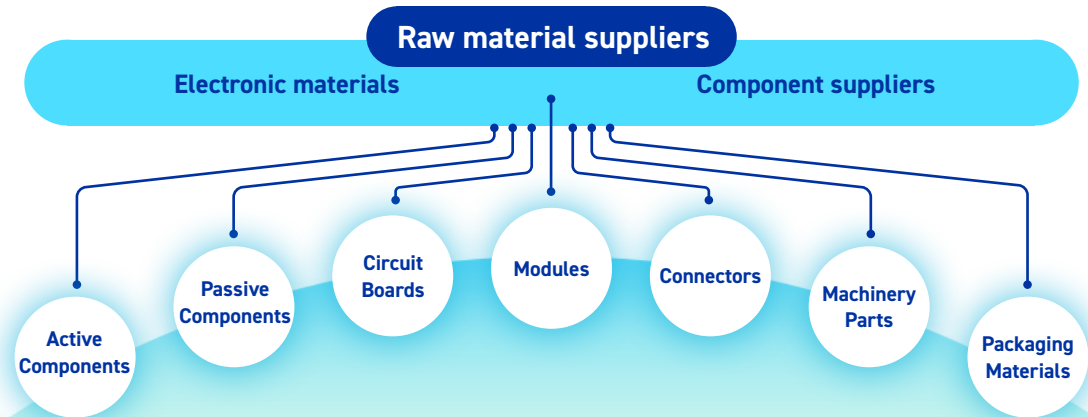 Raw material suppliers
Electronic materials
Component suppliers
Active
Components
Passive
Components
Circuit
Boards
Modules
Connectors
Machinery
Parts
Packaging
Materials